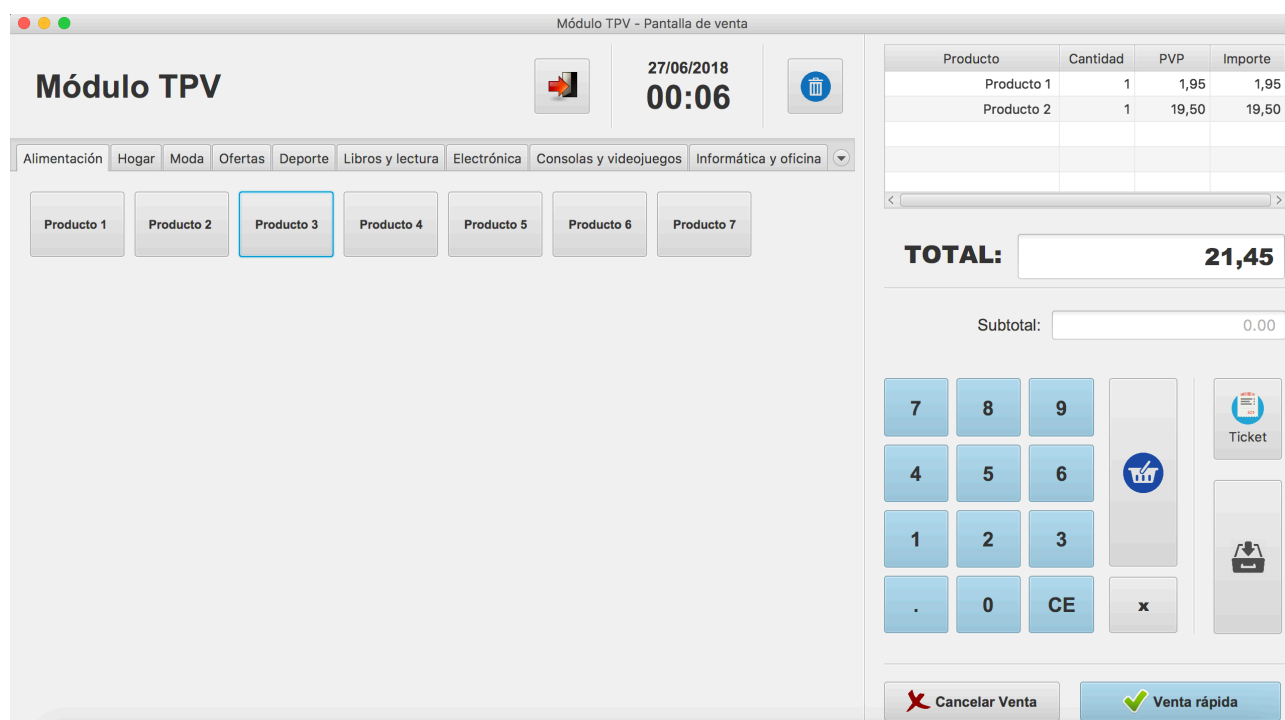 Módulo TPV - Pantalla de venta
Módulo TPV
27/06/2018
00:06
Alimentación Hogar Moda Ofertas Deporte Libros y lectura Electrónica Consolas y videojuegos Informática y oficina
Producto 1 Producto 2 Producto 3 Producto 4 Producto 5 Producto 6 Producto 7
Producto Cantidad PVP Importe
Producto 1 1 1,95 1,95
Producto 2 1 19,50 19,50
TOTAL: 21,45
Subtotal: 0.00
7 8 9
Ticket
4 5 6
1 2 3
. 0 CE x
Cancelar Venta Venta rápida